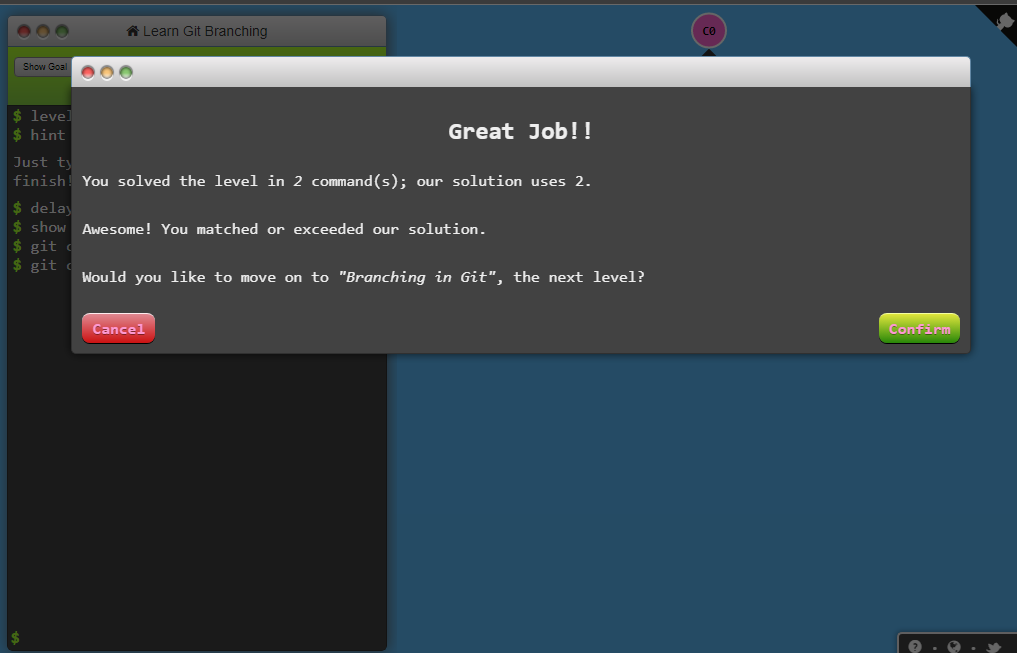 Learn Git Branching
C0
Show Goal
$ level
$ hint
Just ty
finish!
$ delay
$ show
$ git c
$ git c
Great Job!!
You solved the level in 2 command(s); our solution uses 2.
Awesome! You matched or exceeded our solution.
Would you like to move on to "Branching in Git", the next level?
Cancel
Confirm
$